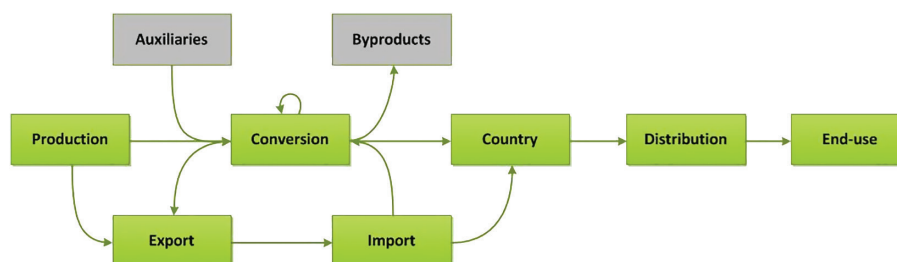 Auxiliaries
Byproducts
Production
Conversion
Country
Distribution
End-use
Export
Import